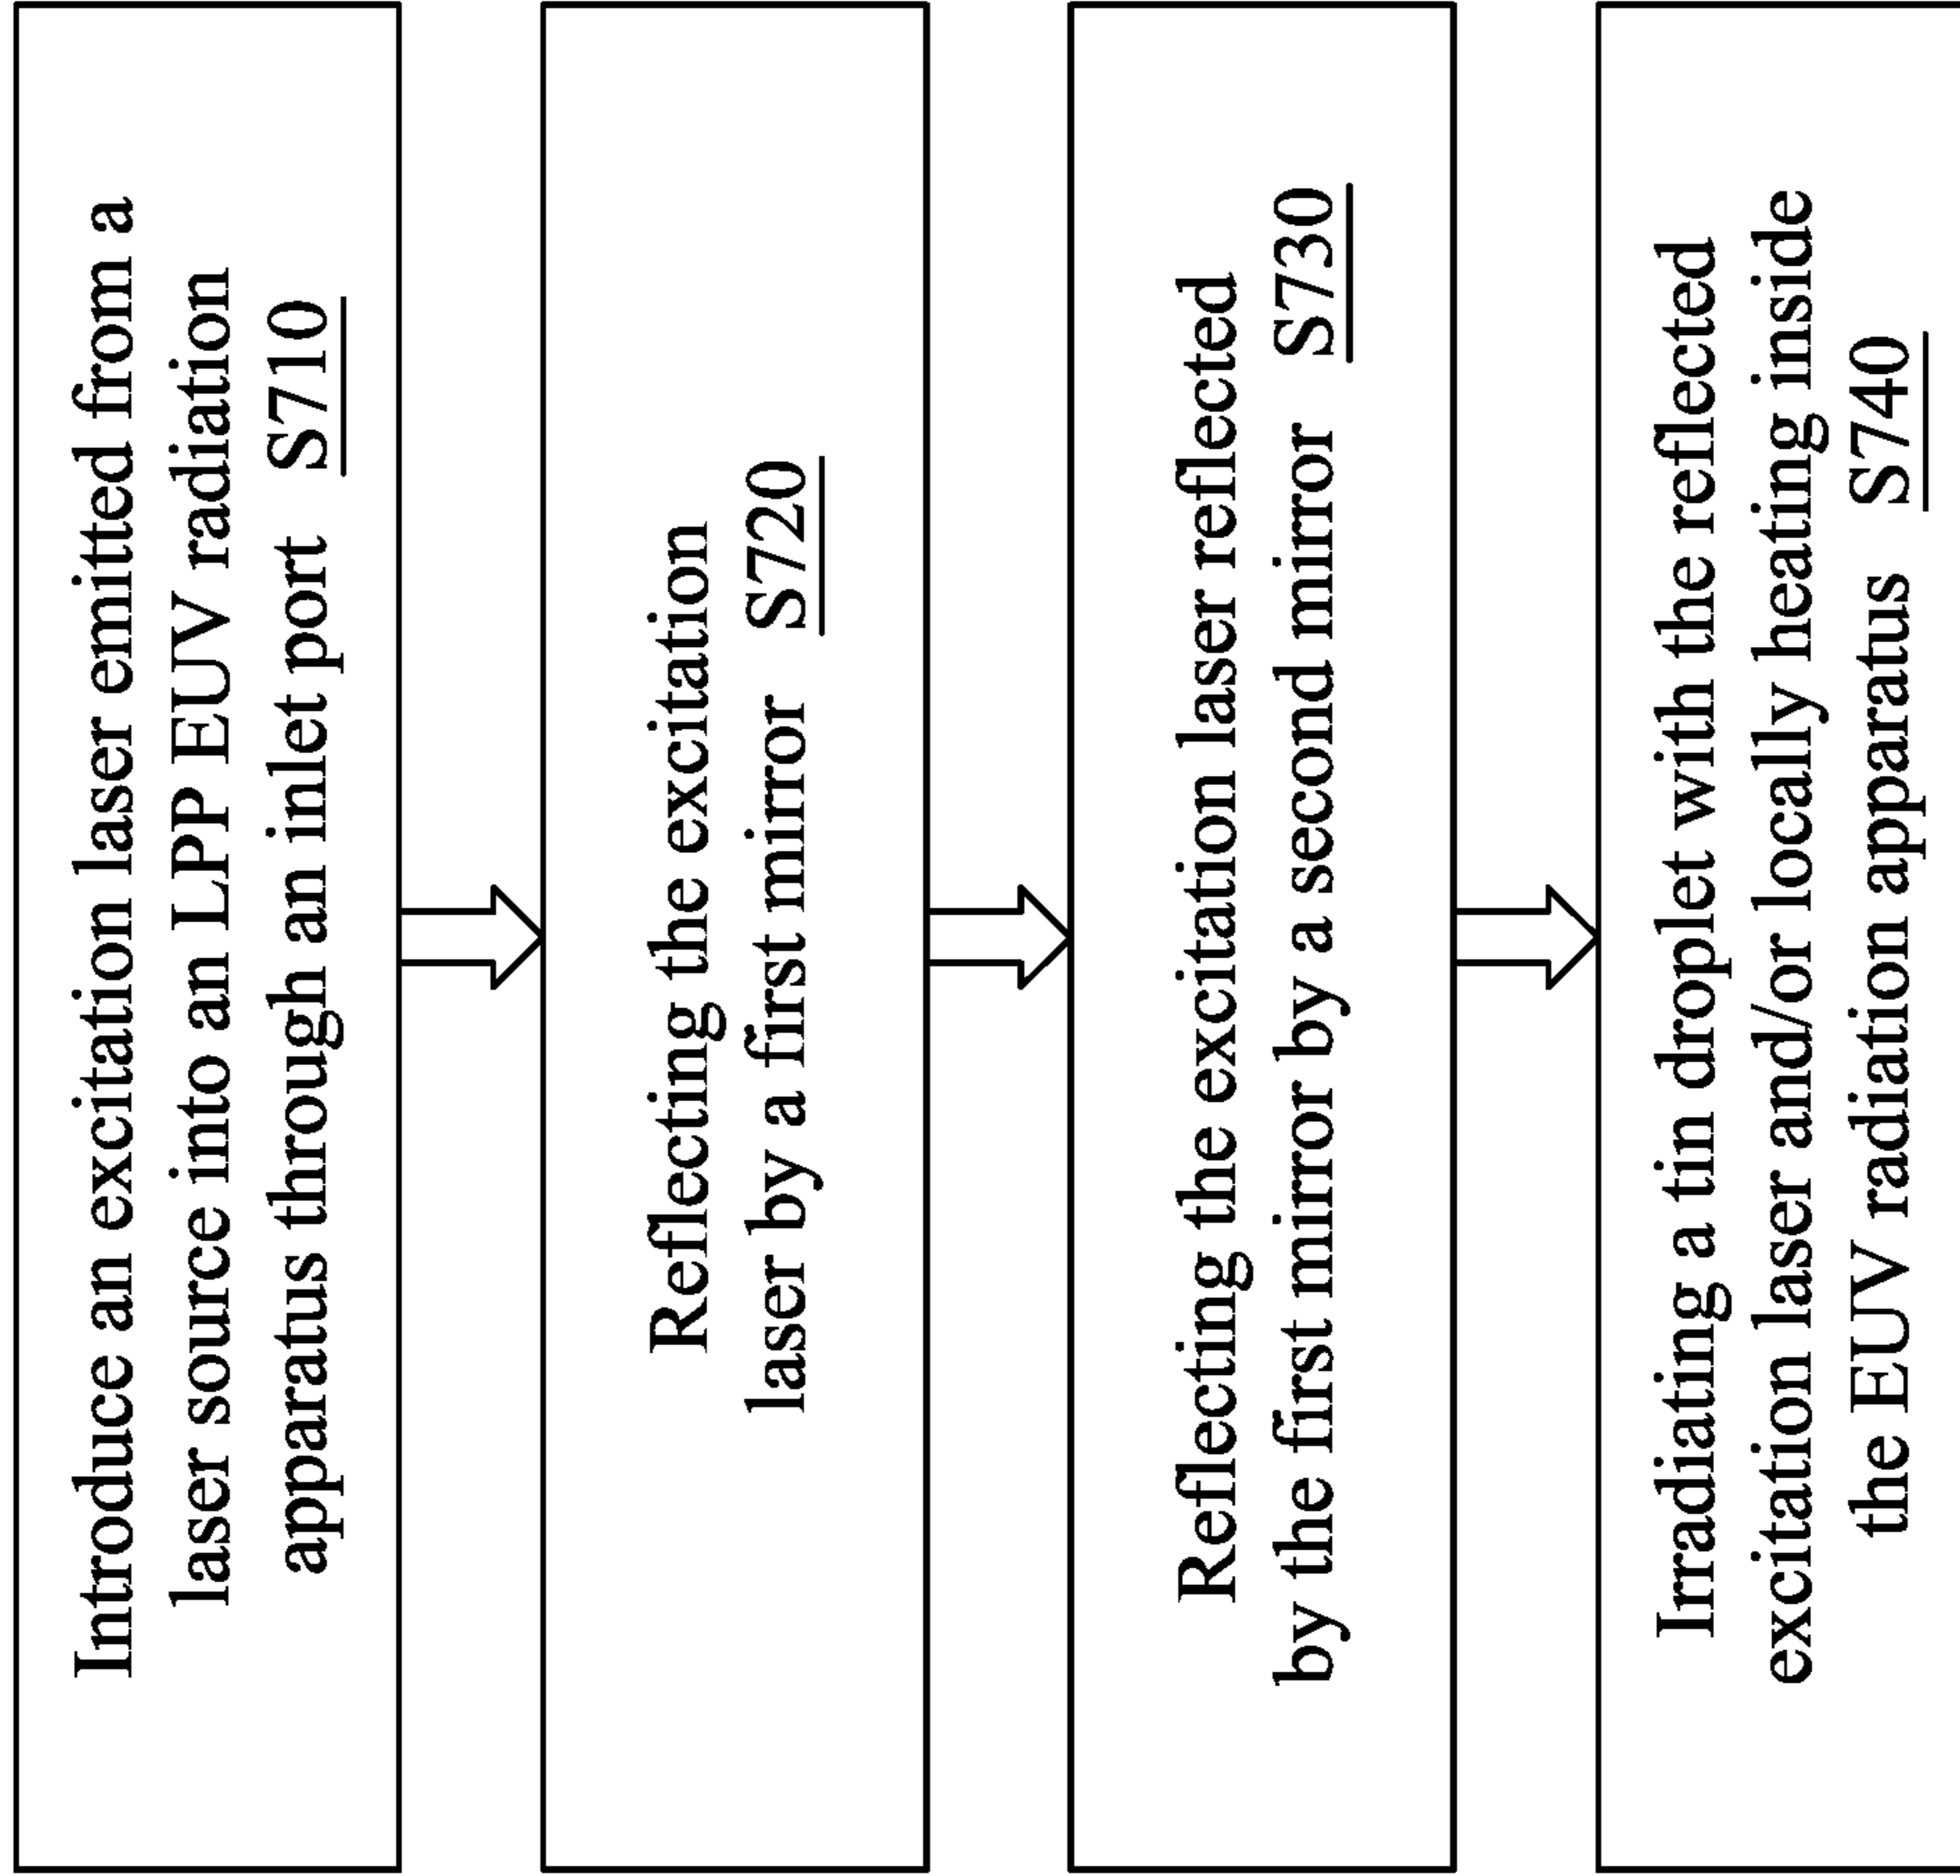 Introduce an excitation laser emitted from a
laser source into an LPP EUV radiation
apparatus through an inlet port S710
Reflecting the excitation
laser by a first mirror S720
Reflecting the excitation laser reflected
by the first mirror by a second mirror S730
Irradiating a tin droplet with the reflected
excitation laser and/or locally heating inside
the EUV radiation apparatus S740